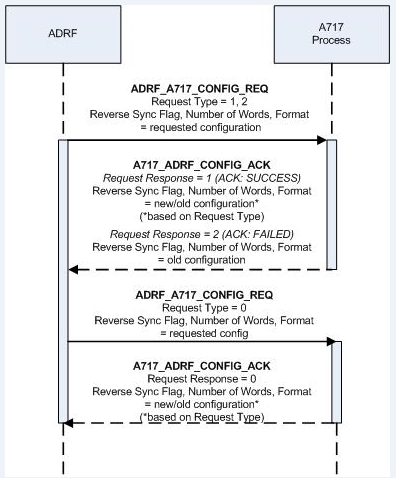 ADRF
A717
Process
ADRF_A717_CONFIG_REQ
Request Type = 1, 2
Reverse Sync Flag, Number of Words, Format
= requested configuration
A717_ADRF_CONFIG_ACK
Request Response = 1 (ACK: SUCCESS)
Reverse Sync Flag, Number of Words, Format
= new/old configuration*
(*based on Request Type)
Request Response = 2 (ACK: FAILED)
Reverse Sync Flag, Number of Words, Format
= old configuration
ADRF_A717_CONFIG_REQ
Request Type = 0
Reverse Sync Flag, Number of Words, Format
= requested config
A717_ADRF_CONFIG_ACK
Request Response = 0
Reverse Sync Flag, Number of Words, Format
= new/old configuration*
(*based on Request Type)